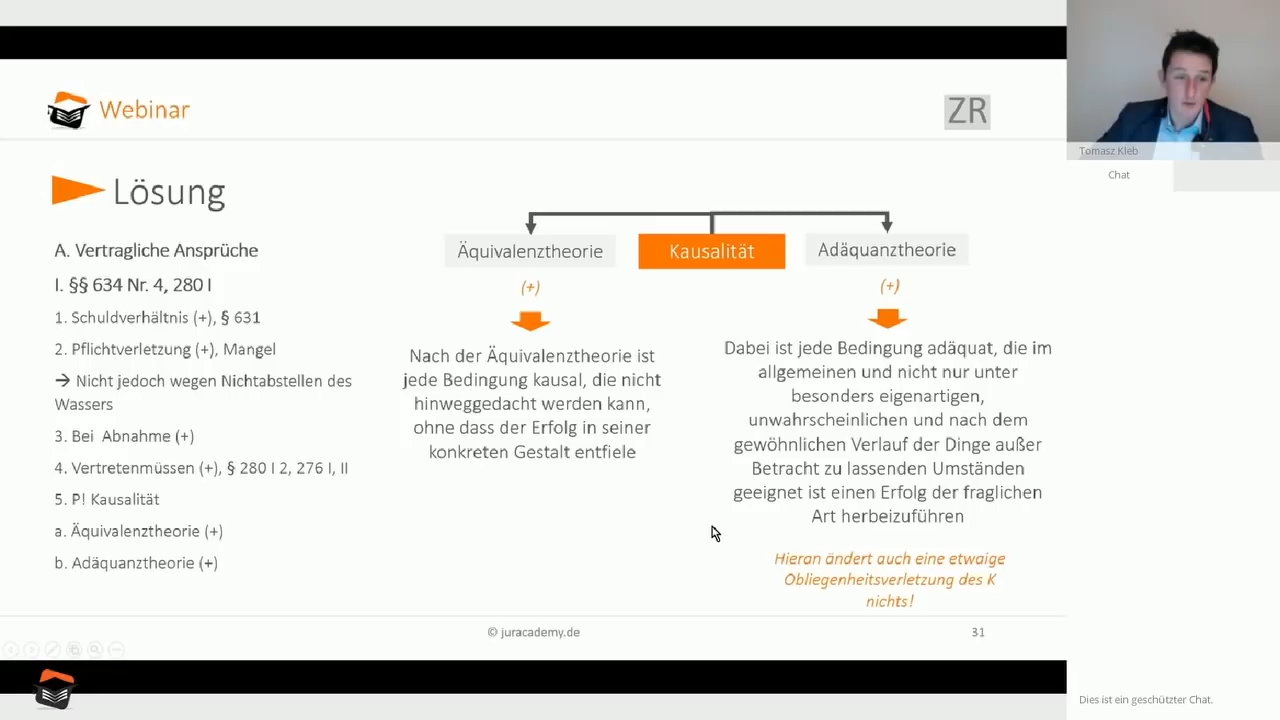 Webinar
ZR
Lösung
A. Vertragliche Ansprüche
I. §§ 634 Nr. 4, 280 I
1. Schuldverhältnis (+), § 631
2. Pflichtverletzung (+), Mangel
→ Nicht jedoch wegen Nichtabstellen des
Wassers
3. Bei Abnahme (+)
4. Vertretenmüssen (+), § 280 I 2, 276 I, II
5. P! Kausalität
a. Äquivalenztheorie (+)
b. Adäquanztheorie (+)
Kausalität
Äquivalenztheorie
(+)
Nach der Äquivalenztheorie ist
jede Bedingung kausal, die nicht
hinweggedacht werden kann,
ohne dass der Erfolg in seiner
konkreten Gestalt entfiele
Adäquanztheorie
(+)
Dabei ist jede Bedingung adäquat, die im
allgemeinen und nicht nur unter
besonders eigenartigen,
unwahrscheinlichen und nach dem
gewöhnlichen Verlauf der Dinge außer
Betracht zu lassenden Umständen
geeignet ist einen Erfolg der fraglichen
Art herbeizuführen
Hieran ändert auch eine etwaige
Obliegenheitsverletzung des K
nichts!
© juracademy.de
31
Tomasz Kleb
Chat
Dies ist ein geschützter Chat.